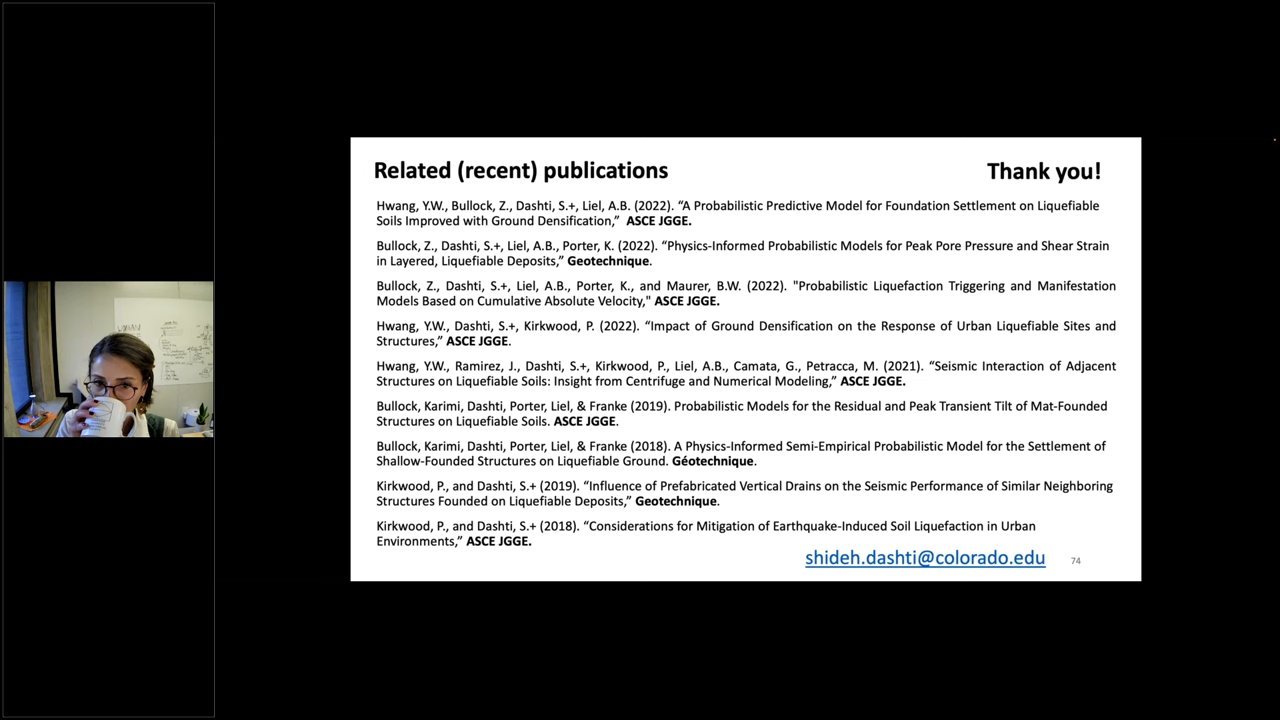 Related (recent) publications
Thank you!
Hwang, Y.W., Bullock, Z., Dashti, S.+, Liel, A.B. (2022). “A Probabilistic Predictive Model for Foundation Settlement on Liquefiable
Soils Improved with Ground Densification,” ASCE JGGE.
Bullock, Z., Dashti, S.+, Liel, A.B., Porter, K. (2022). “Physics-Informed Probabilistic Models for Peak Pore Pressure and Shear Strain
in Layered, Liquefiable Deposits,” Geotechnique.
Bullock, Z., Dashti, S.+, Liel, A.B., Porter, K., and Maurer, B.W. (2022). "Probabilistic Liquefaction Triggering and Manifestation
Models Based on Cumulative Absolute Velocity," ASCE JGGE.
Hwang, Y.W., Dashti, S.+, Kirkwood, P. (2022). “Impact of Ground Densification on the Response of Urban Liquefiable Sites and
Structures,” ASCE JGGE.
Hwang, Y.W., Ramirez, J., Dashti, S.+, Kirkwood, P., Liel, A.B., Camata, G., Petracca, M. (2021). “Seismic Interaction of Adjacent
Structures on Liquefiable Soils: Insight from Centrifuge and Numerical Modeling,” ASCE JGGE.
Bullock, Karimi, Dashti, Porter, Liel, & Franke (2019). Probabilistic Models for the Residual and Peak Transient Tilt of Mat-Founded
Structures on Liquefiable Soils. ASCE JGGE.
Bullock, Karimi, Dashti, Porter, Liel, & Franke (2018). A Physics-Informed Semi-Empirical Probabilistic Model for the Settlement of
Shallow-Founded Structures on Liquefiable Ground. Géotechnique.
Kirkwood, P., and Dashti, S.+ (2019). “Influence of Prefabricated Vertical Drains on the Seismic Performance of Similar Neighboring
Structures Founded on Liquefiable Deposits,” Geotechnique.
Kirkwood, P., and Dashti, S.+ (2018). “Considerations for Mitigation of Earthquake-Induced Soil Liquefaction in Urban
Environments,” ASCE JGGE.
shideh.dashti@colorado.edu
74